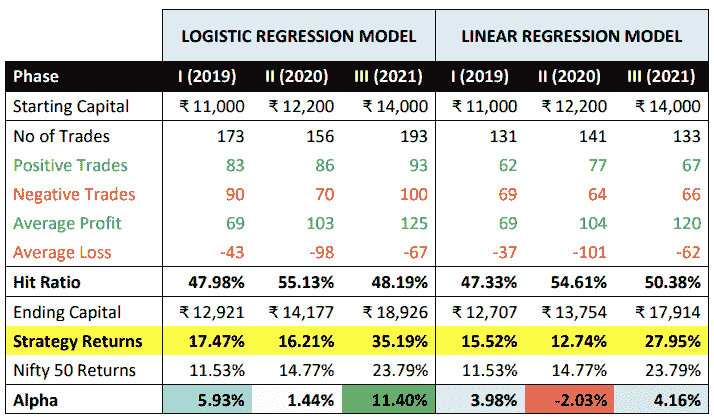 LOGISTIC REGRESSION MODEL LINEAR REGRESSION MODEL
Phase I (2019) II (2020) III (2021) I (2019) II (2020) III (2021)
Starting Capital ₹ 11,000 ₹ 12,200 ₹ 14,000 ₹ 11,000 ₹ 12,200 ₹ 14,000
No of Trades 173 156 193 131 141 133
Positive Trades 83 86 93 62 77 67
Negative Trades 90 70 100 69 64 66
Average Profit 69 103 125 69 104 120
Average Loss -43 -98 -67 -37 -101 -62
Hit Ratio 47.98% 55.13% 48.19% 47.33% 54.61% 50.38%
Ending Capital ₹ 12,921 ₹ 14,177 ₹ 18,926 ₹ 12,707 ₹ 13,754 ₹ 17,914
Strategy Returns 17.47% 16.21% 35.19% 15.52% 12.74% 27.95%
Nifty 50 Returns 11.53% 14.77% 23.79% 11.53% 14.77% 23.79%
Alpha 5.93% 1.44% 11.40% 3.98% -2.03% 4.16%